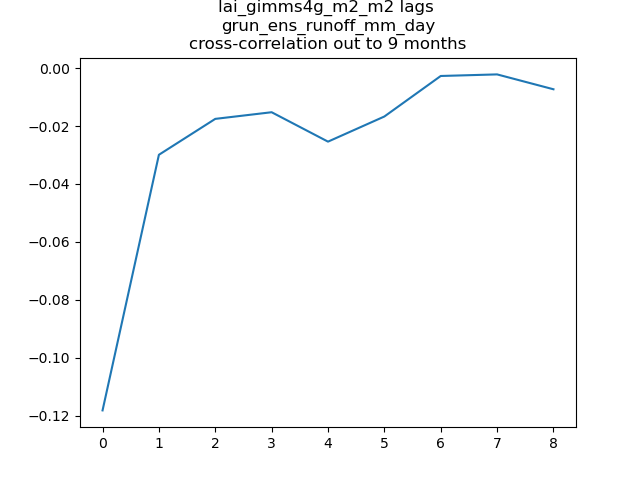 lai_gimms4g_m2_m2 lags
grun_ens_runoff_mm_day
cross-correlation out to 9 months
0.00
−0.02
−0.04
−0.06
−0.08
−0.10
−0.12
0 1 2 3 4 5 6 7 8